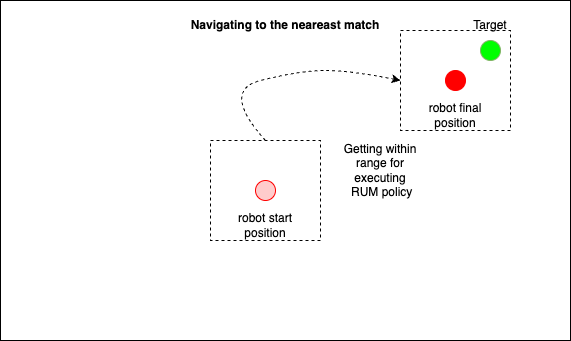 Navigating to the neareast match
Target
robot final
position
Getting within
range for
executing
RUM policy
robot start
position